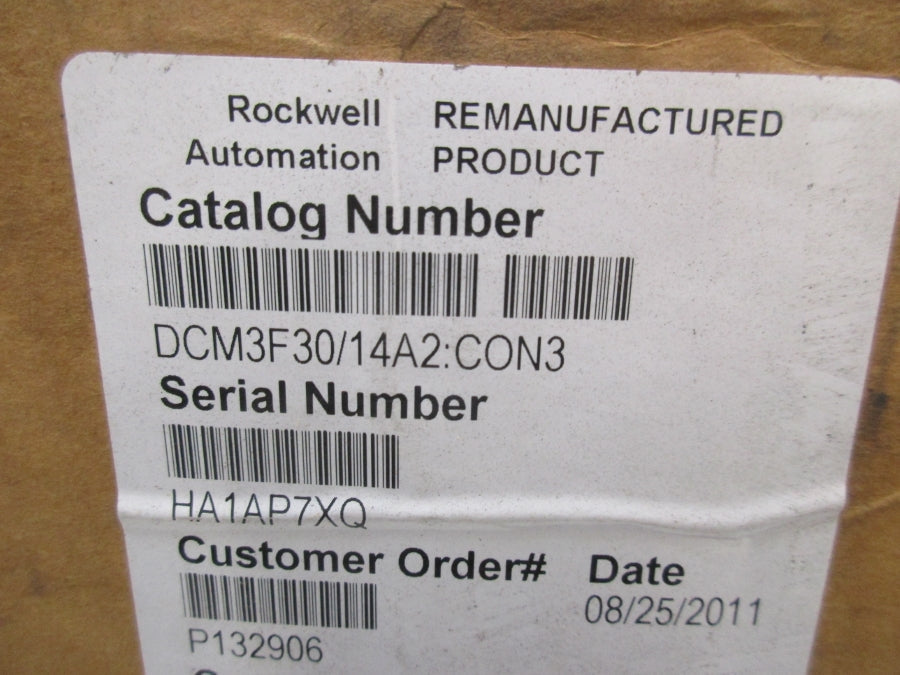 Rockwell Automation
REMANUFACTURED PRODUCT
Catalog Number
DCM3F30/14A2:CON3
Serial Number
HA1AP7XQ
Customer Order# Date
08/25/2011
P132906